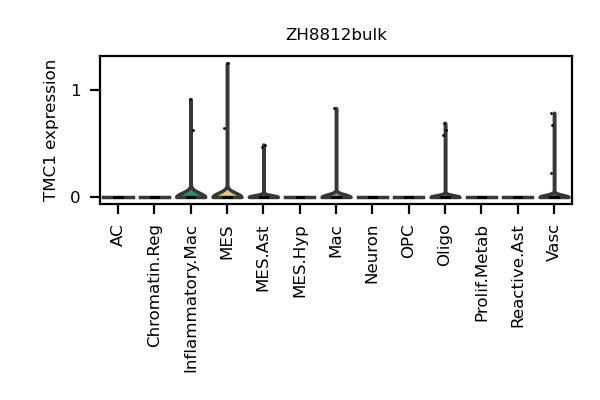 ZH8812bulk
TMC1 expression
1
0
AC
Chromatin.Reg
Inflammatory.Mac
MES
MES.Ast
MES.Hyp
Mac
Neuron
OPC
Oligo
Prolif.Metab
Reactive.Ast
Vasc